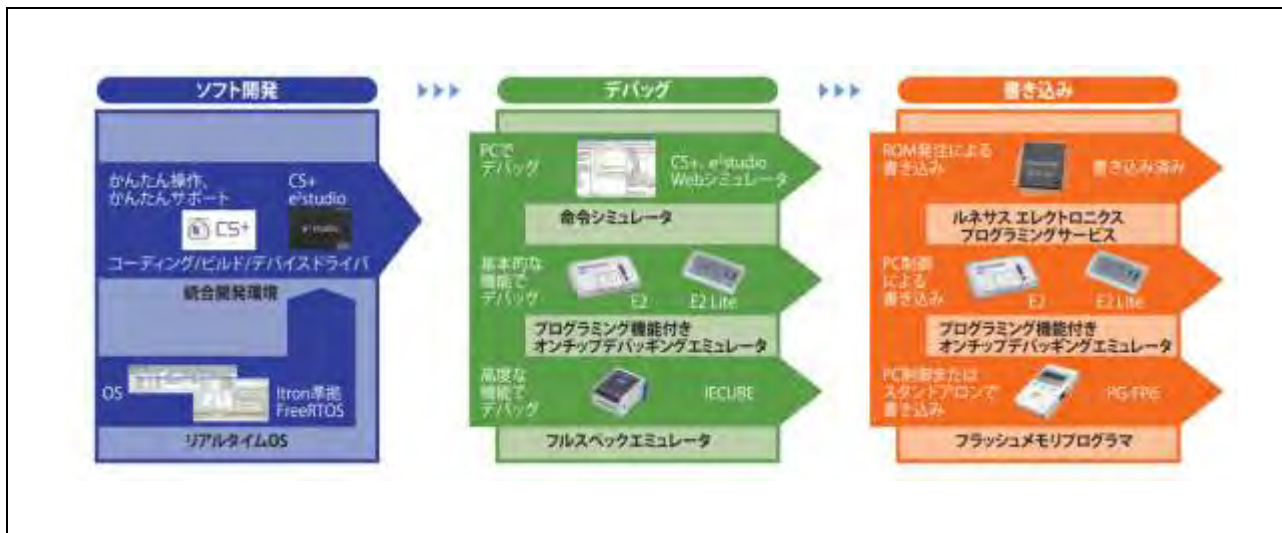 ソフト開発
かんたん操作、
かんたんサポート
CS+
e²studio
CS+
e² studio
コーディング/ビルド/デバイスドライバ
統合開発環境
OS
Itron準拠
FreeRTOS
リアルタイムOS
デバッグ
PCで
デバッグ
CS+, e²studio
Webシミュレータ
命令シミュレータ
基本的な
機能で
デバッグ
E2
E2 Lite
プログラミング機能付き
オンチップデバッギングエミュレータ
高度な
機能で
デバッグ
IECUBE
フルスペックエミュレータ
書き込み
ROM発注による
書き込み
書き込み済み
ルネサス エレクトロニクス
プログラミングサービス
PC制御
による
書き込み
E2
E2 Lite
プログラミング機能付き
オンチップデバッギングエミュレータ
PC制御または
スタンドアロンで
書き込み
PG-FP6
フラッシュメモリプログラマ